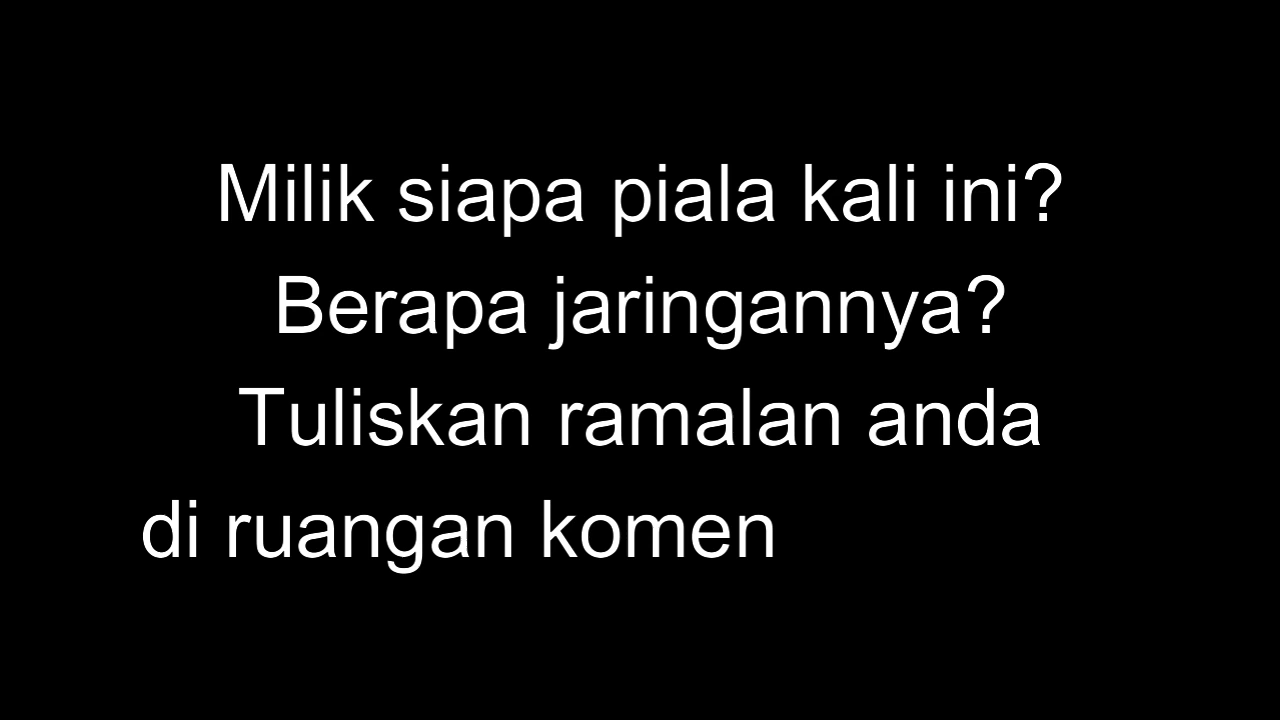 Milik siapa piala kali ini?
Berapa jaringannya?
Tuliskan ramalan anda
di ruangan komen